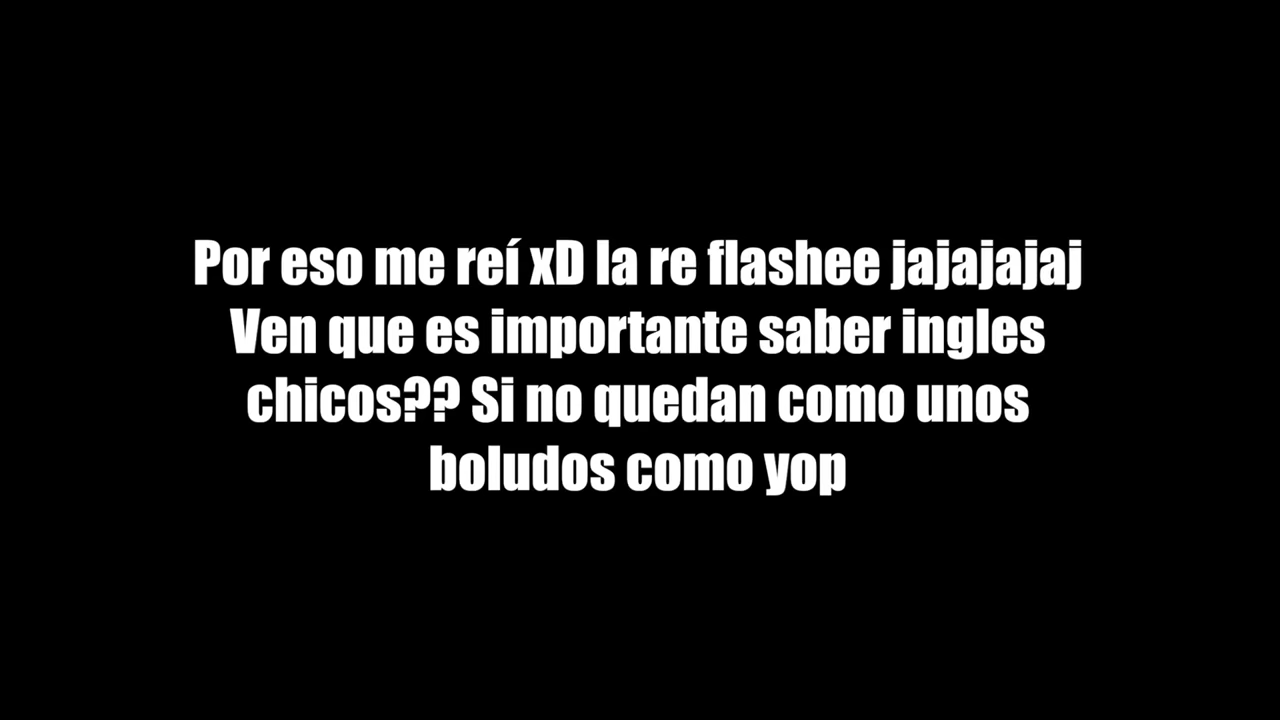 Por eso me reí xD la re flashee jajajajaj
Ven que es importante saber ingles
chicos?? Si no quedan como unos
boludos como yop